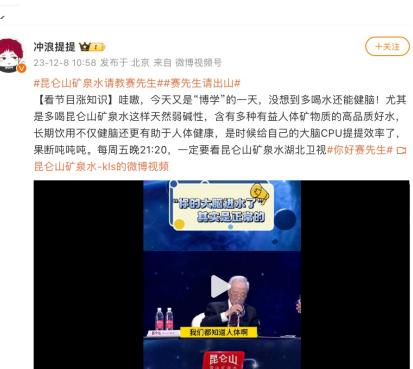 冲浪提提
+关注
23-12-8 10:58 发布于 北京 来自 微博视频号
#昆仑山矿泉水请教赛先生##赛先生请出山#
【看节目涨知识】哇嗷，今天又是“博学”的一天，没想到多喝水还能健脑！尤其
是多喝昆仑山矿泉水这样天然弱碱性，含有多种有益人体矿物质的高品质好水，
长期饮用不仅健脑还更有助于人体健康，是时候给自己的大脑CPU提提效率了，
果断吨吨吨。每周五晚21:20，一定要看昆仑山矿泉水湖北卫视#你好赛先生#
昆仑山矿泉水-kls的微博视频
“你的大脑进水了”
其实是正常的
我们都知道人体啊
昆仑山
矿泉水